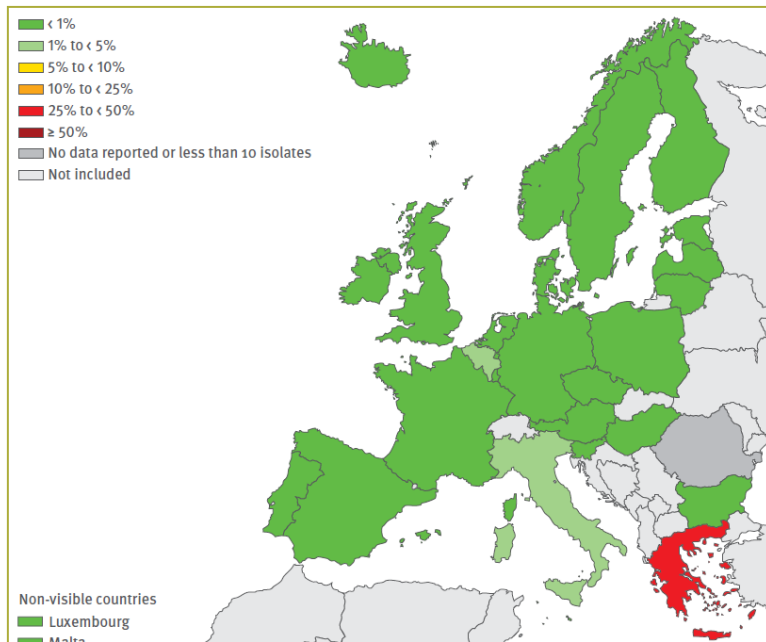 < 1%
1% to < 5%
5% to < 10%
10% to < 25%
25% to < 50%
≥ 50%
No data reported or less than 10 isolates
Not included
Non-visible countries
Luxembourg
Malta